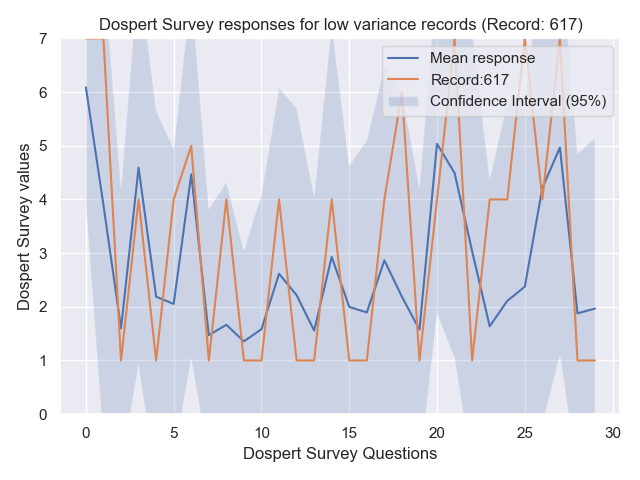 Dospert Survey responses for low variance records (Record: 617)
7
6
5
4
3
2
1
0
Dospert Survey values
Mean response
Record:617
Confidence Interval (95%)
0
5
10
15
20
25
30
Dospert Survey Questions